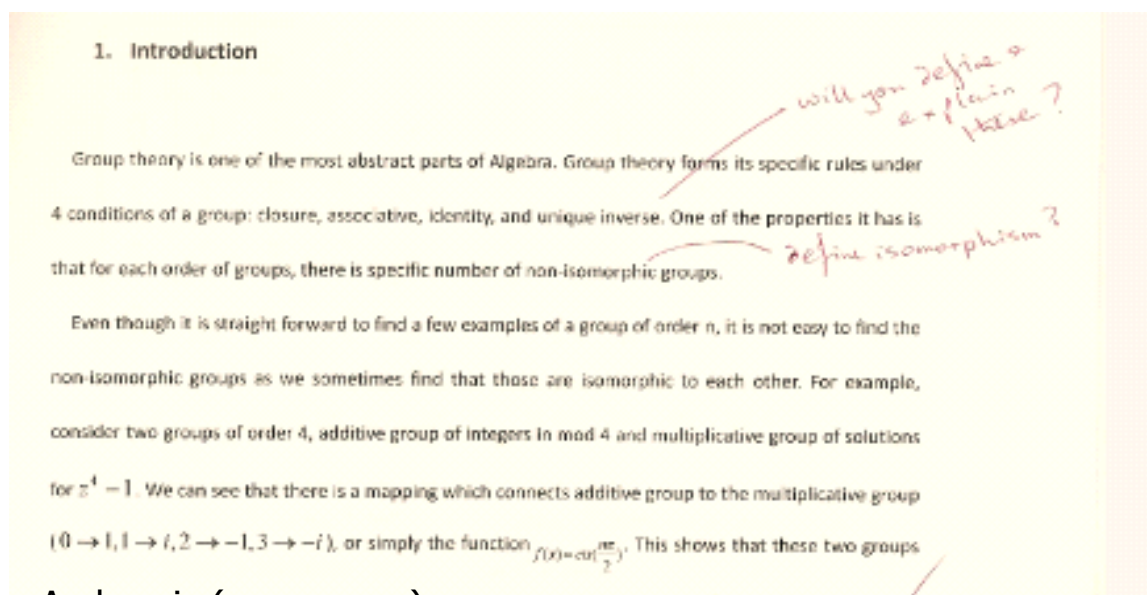 1. Introduction
will you define &
explain
these?
Group theory is one of the most abstract parts of Algebra. Group theory forms its specific rules under
4 conditions of a group: closure, associative, identity, and unique inverse. One of the properties it has is
define isomorphism?
that for each order of groups, there is specific number of non-isomorphic groups.
Even though it is straight forward to find a few examples of a group of order n, it is not easy to find the
non-isomorphic groups as we sometimes find that those are isomorphic to each other. For example,
consider two groups of order 4, additive group of integers in mod 4 and multiplicative group of solutions
for z⁴ −1. We can see that there is a mapping which connects additive group to the multiplicative group
(0 → 1, 1 → i, 2 → −1, 3 → −i), or simply the function f(n)=cis(nπ/2). This shows that these two groups